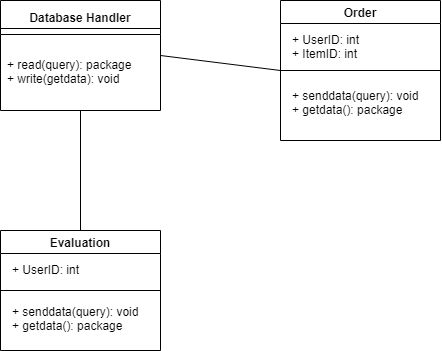 Database Handler
+ read(query): package
+ write(getdata): void
Order
+ UserID: int
+ ItemID: int
+ senddata(query): void
+ getdata(): package
Evaluation
+ UserID: int
+ senddata(query): void
+ getdata(): package